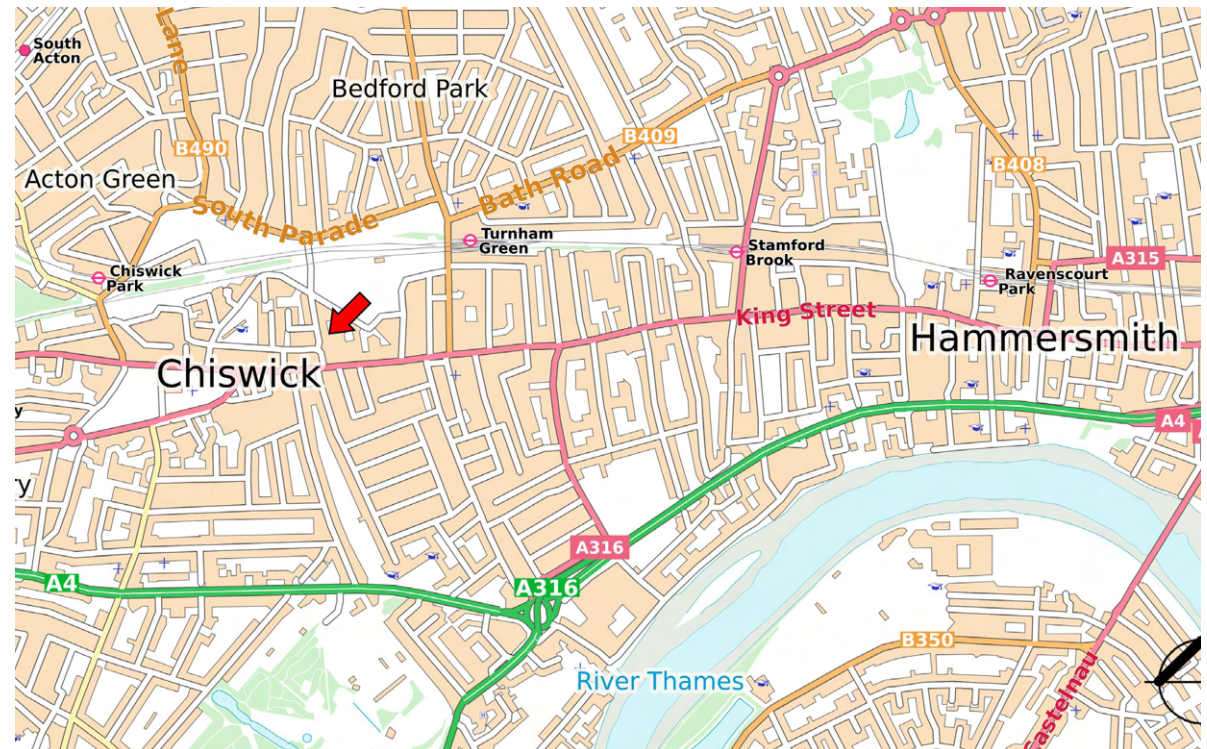 South
Acton
Lane
Bedford Park
B409
B490
Bath Road
B408
Acton Green
South Parade
Turnham
Green
Stamford
Brook
A315
Chiswick
Park
Ravenscourt
Park
King Street
Hammersmith
Chiswick
y
A4
ry
A316
A4
A316
B350
River Thames
Castelnau